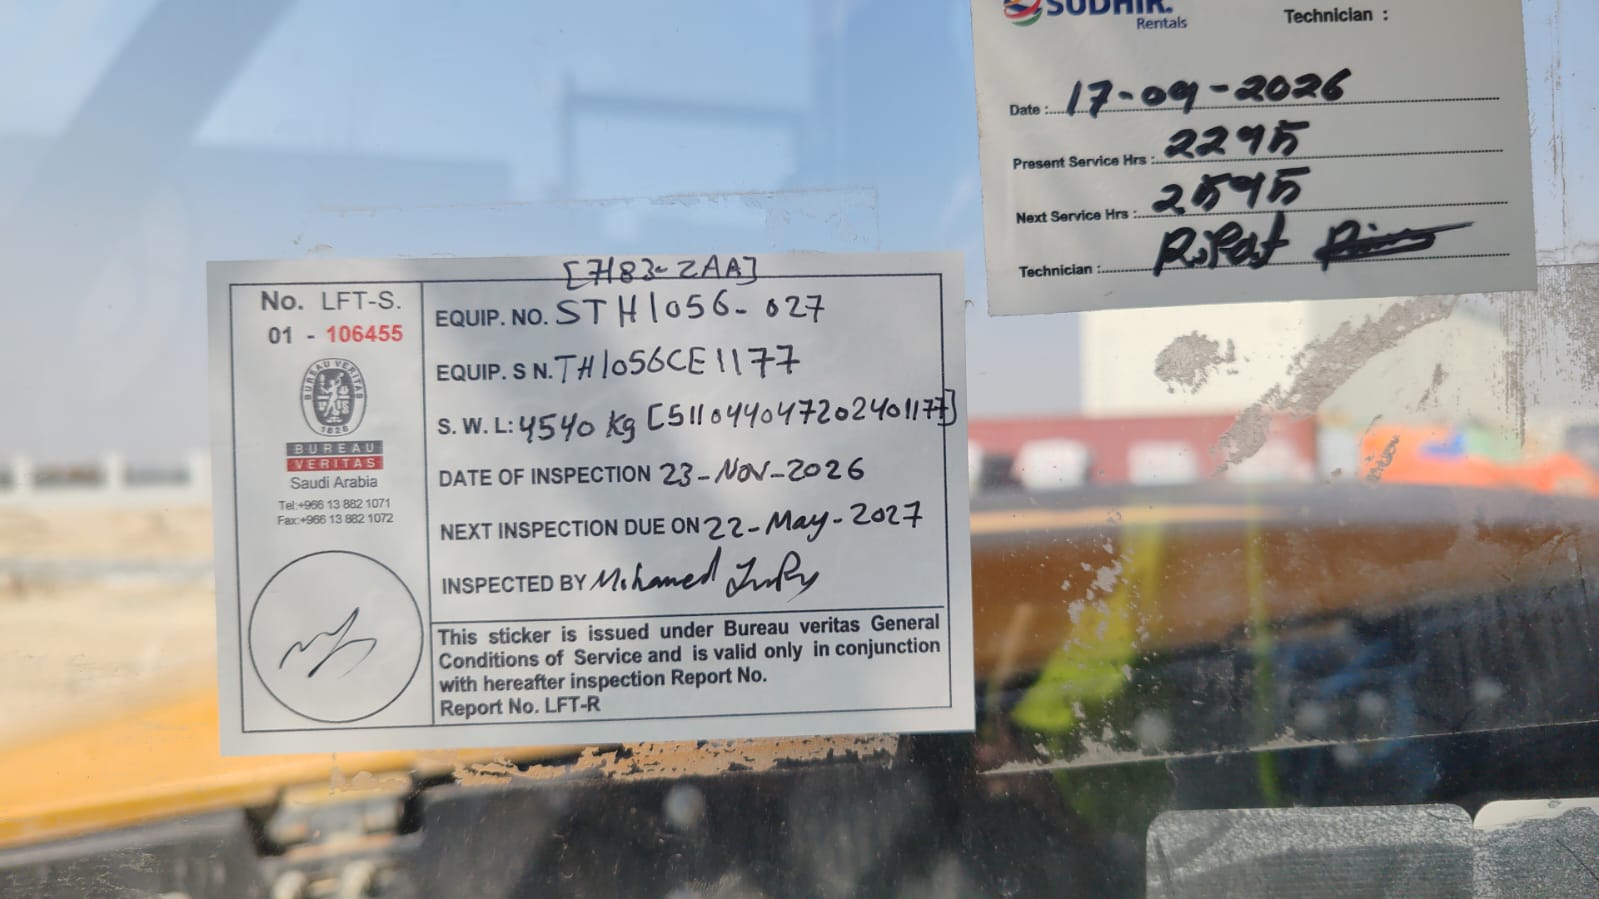 SUDHIR.
Rentals
Technician :
Date : 17-09-2026
Present Service Hrs : 2295
Next Service Hrs : 2595
Technician :
[7183-ZAA]
No. LFT-S.
01 - 106455
BUREAU VERITAS
1828
BUREAU
VERITAS
Saudi Arabia
Tel:+966 13 882 1071
Fax:+966 13 882 1072
EQUIP. NO. STH1056-027
EQUIP. S N. TH1056CE1177
S. W. L: 4540 kg [511044047202401177]
DATE OF INSPECTION 23-Nov-2026
NEXT INSPECTION DUE ON 22-May-2027
INSPECTED BY Mohamed
This sticker is issued under Bureau veritas General
Conditions of Service and is valid only in conjunction
with hereafter inspection Report No.
Report No. LFT-R